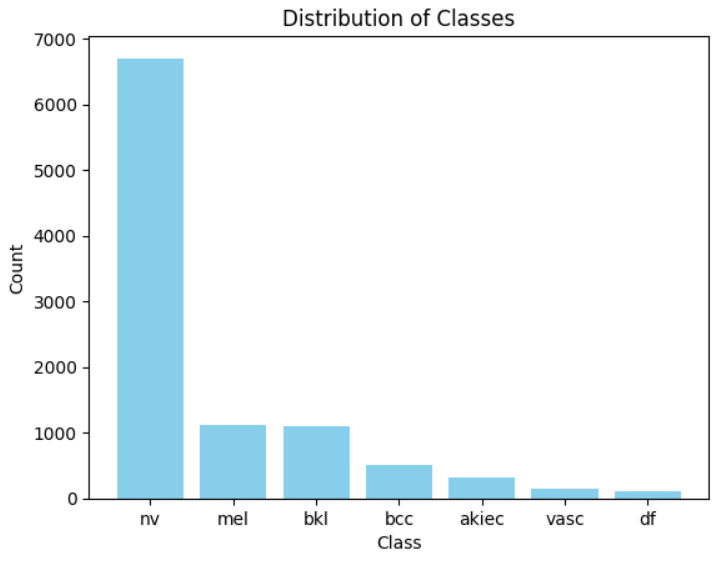 Distribution of Classes
7000
6000
5000
4000
3000
2000
1000
0
Count
nv mel bkl bcc akiec vasc df
Class